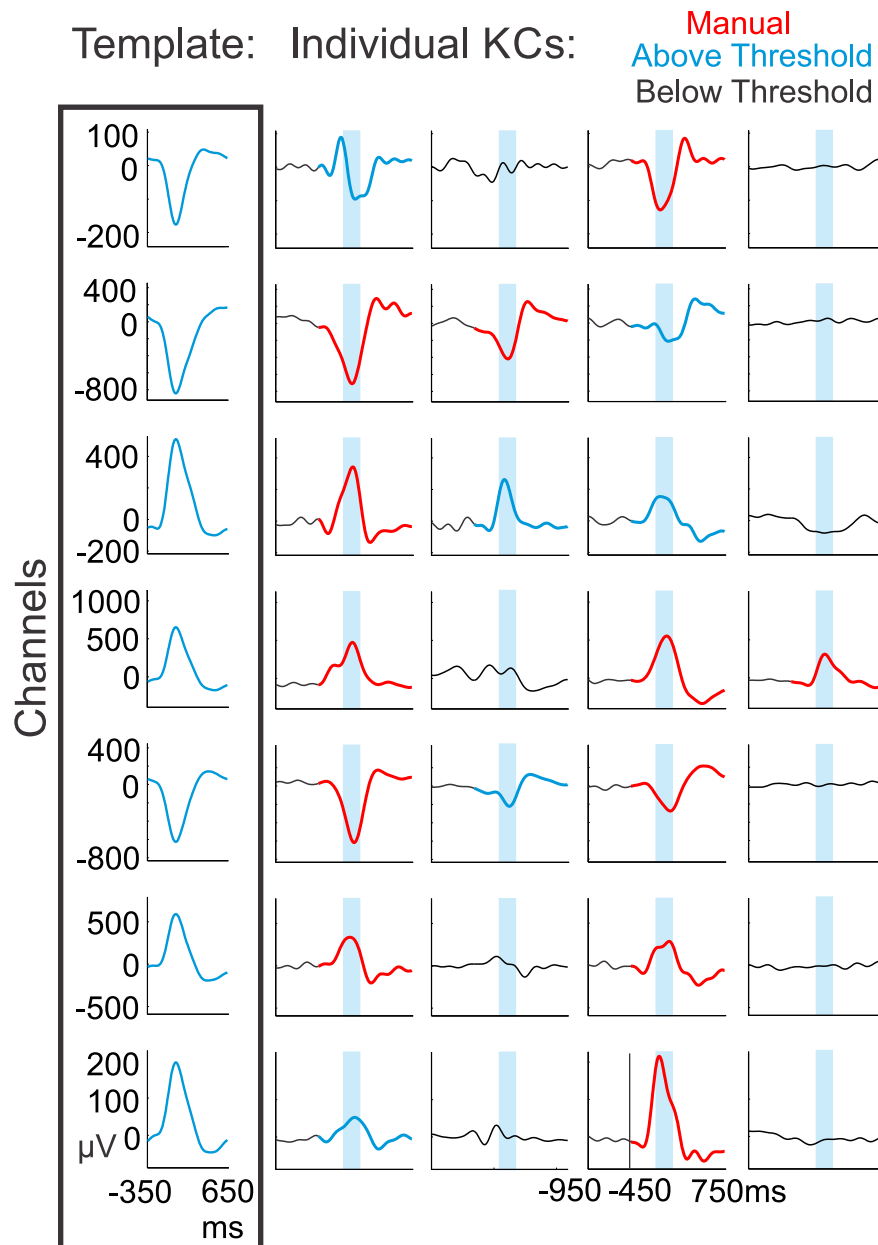 Template: Individual KCs:
Manual
Above Threshold
Below Threshold
Channels
100
0
-200
400
0
-800
400
0
-200
1000
500
0
400
0
-800
500
0
-500
200
100
0
µV
-350 650
ms
-950 -450 750ms